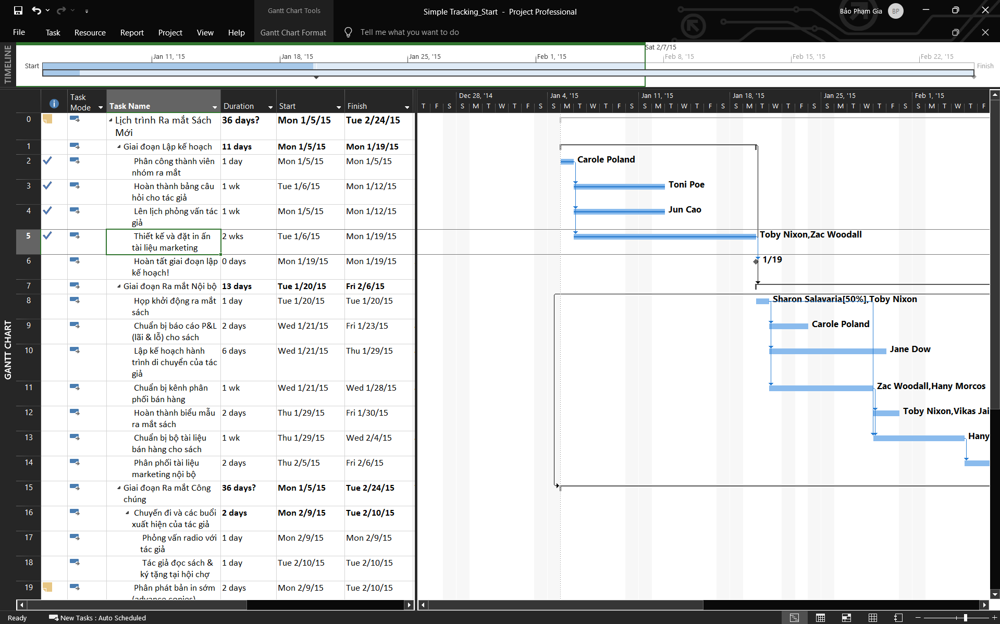 Gantt Chart Tools
Simple Tracking_Start - Project Professional
Bảo Phạm Gia
BP
File
Task
Resource
Report
Project
View
Help
Gantt Chart Format
Tell me what you want to do
TIMELINE
Sat 2/7/15
Jan 11, '15
Jan 18, '15
Jan 25, '15
Feb 1, '15
Feb 8, '15
Feb 15, '15
Feb 22, '15
Start
Finish
GANTT CHART
Task Mode
Task Name
Duration
Start
Finish
Dec 28, '14
Jan 4, '15
Jan 11, '15
Jan 18, '15
Jan 25, '15
Feb 1, '15
T F S S M T W T F S S M T W T F S S M T W T F S S M T W T F S S M T W T F S S M T W T F
0 Lịch trình Ra mắt Sách 36 days? Mon 1/5/15 Tue 2/24/15
Mới
1 Giai đoạn Lập kế hoạch 11 days Mon 1/5/15 Mon 1/19/15
2 Phân công thành viên 1 day Mon 1/5/15 Mon 1/5/15 Carole Poland
nhóm ra mắt
3 Hoàn thành bảng câu 1 wk Tue 1/6/15 Mon 1/12/15 Toni Poe
hỏi cho tác giả
4 Lên lịch phỏng vấn tác 1 wk Mon 1/5/15 Mon 1/12/15 Jun Cao
giả
5 Thiết kế và đặt in ấn 2 wks Tue 1/6/15 Mon 1/19/15 Toby Nixon,Zac Woodall
tài liệu marketing
6 Hoàn tất giai đoạn lập 0 days Mon 1/19/15 Mon 1/19/15 1/19
kế hoạch!
7 Giai đoạn Ra mắt Nội bộ 13 days Tue 1/20/15 Fri 2/6/15
8 Họp khởi động ra mắt 1 day Tue 1/20/15 Tue 1/20/15 Sharon Salavaria[50%],Toby Nixon
sách
9 Chuẩn bị báo cáo P&L 2 days Wed 1/21/15 Fri 1/23/15 Carole Poland
(lãi & lỗ) cho sách
10 Lập kế hoạch hành 6 days Wed 1/21/15 Thu 1/29/15 Jane Dow
trình di chuyển của tác
giả
11 Chuẩn bị kênh phân 1 wk Wed 1/21/15 Wed 1/28/15 Zac Woodall,Hany Morcos
phối bán hàng
12 Hoàn thành biểu mẫu 2 days Thu 1/29/15 Fri 1/30/15 Toby Nixon,Vikas Jai
ra mắt sách
13 Chuẩn bị bộ tài liệu 1 wk Thu 1/29/15 Wed 2/4/15 Hany
bán hàng cho sách
14 Phân phối tài liệu 2 days Thu 2/5/15 Fri 2/6/15
marketing nội bộ
15 Giai đoạn Ra mắt Công 36 days? Mon 1/5/15 Tue 2/24/15
chúng
16 Chuyến đi và các buổi 2 days Mon 2/9/15 Tue 2/10/15
xuất hiện của tác giả
17 Phỏng vấn radio với 1 day Mon 2/9/15 Mon 2/9/15
tác giả
18 Tác giả đọc sách & 1 day Tue 2/10/15 Tue 2/10/15
ký tặng tại hội chợ
19 Phân phát bản in sớm 2 days Mon 2/9/15 Tue 2/10/15
(advance copies)
Ready
New Tasks : Auto Scheduled